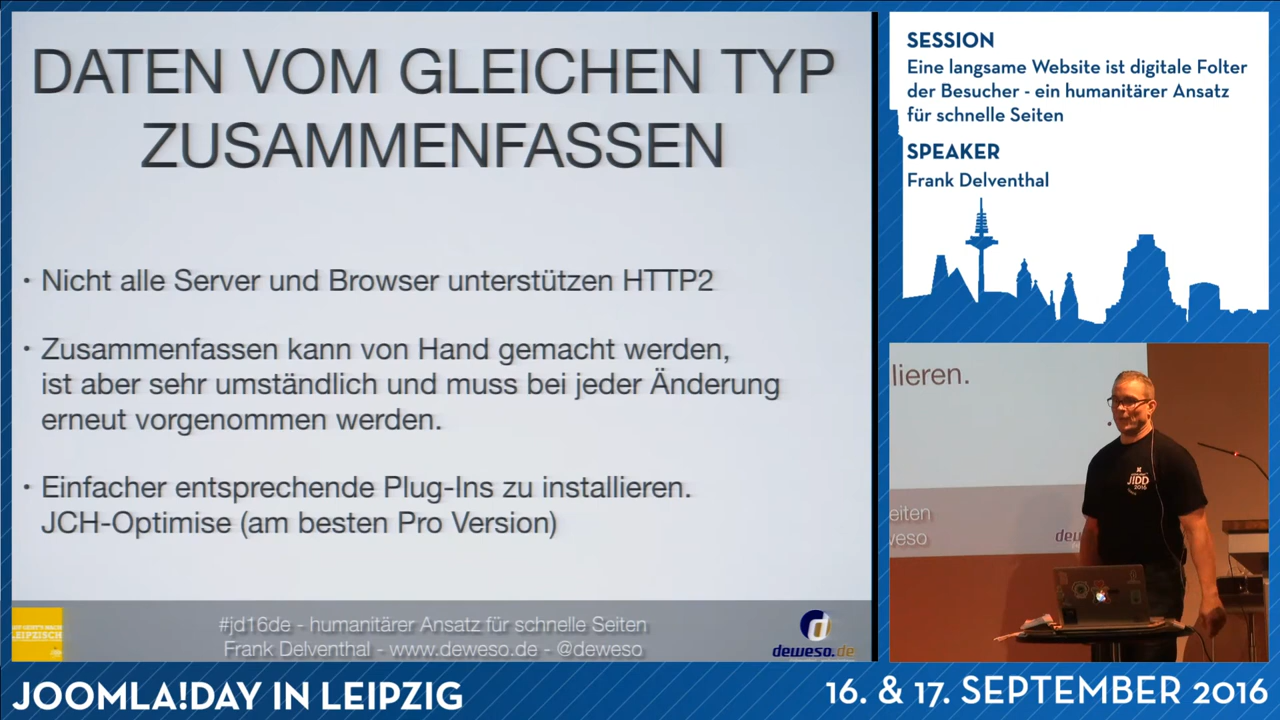 DATEN VOM GLEICHEN TYP
ZUSAMMENFASSEN
• Nicht alle Server und Browser unterstützen HTTP2
• Zusammenfassen kann von Hand gemacht werden,
ist aber sehr umständlich und muss bei jeder Änderung
erneut vorgenommen werden.
• Einfacher entsprechende Plug-Ins zu installieren.
JCH-Optimise (am besten Pro Version)
LEIPZISCH
#jd16de - humanitärer Ansatz für schnelle Seiten
Frank Delventhal - www.deweso.de - @deweso
d
deweso.de
SESSION
Eine langsame Website ist digitale Folter
der Besucher - ein humanitärer Ansatz
für schnelle Seiten
SPEAKER
Frank Delventhal
lieren.
JDD
2016
eiten
weso
dew
JOOMLA!DAY IN LEIPZIG
16. & 17. SEPTEMBER 2016